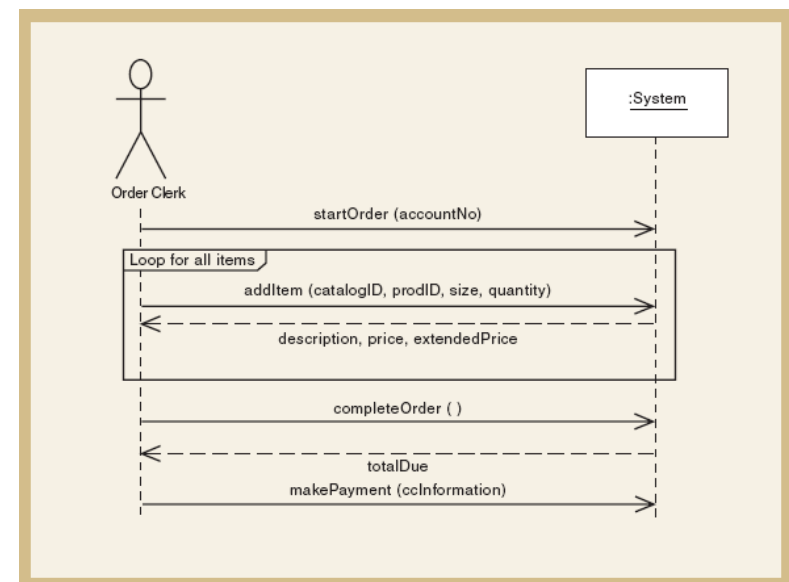 :System
Order Clerk
startOrder (accountNo)
Loop for all items
addItem (catalogID, prodID, size, quantity)
description, price, extendedPrice
completeOrder ( )
totalDue
makePayment (ccInformation)